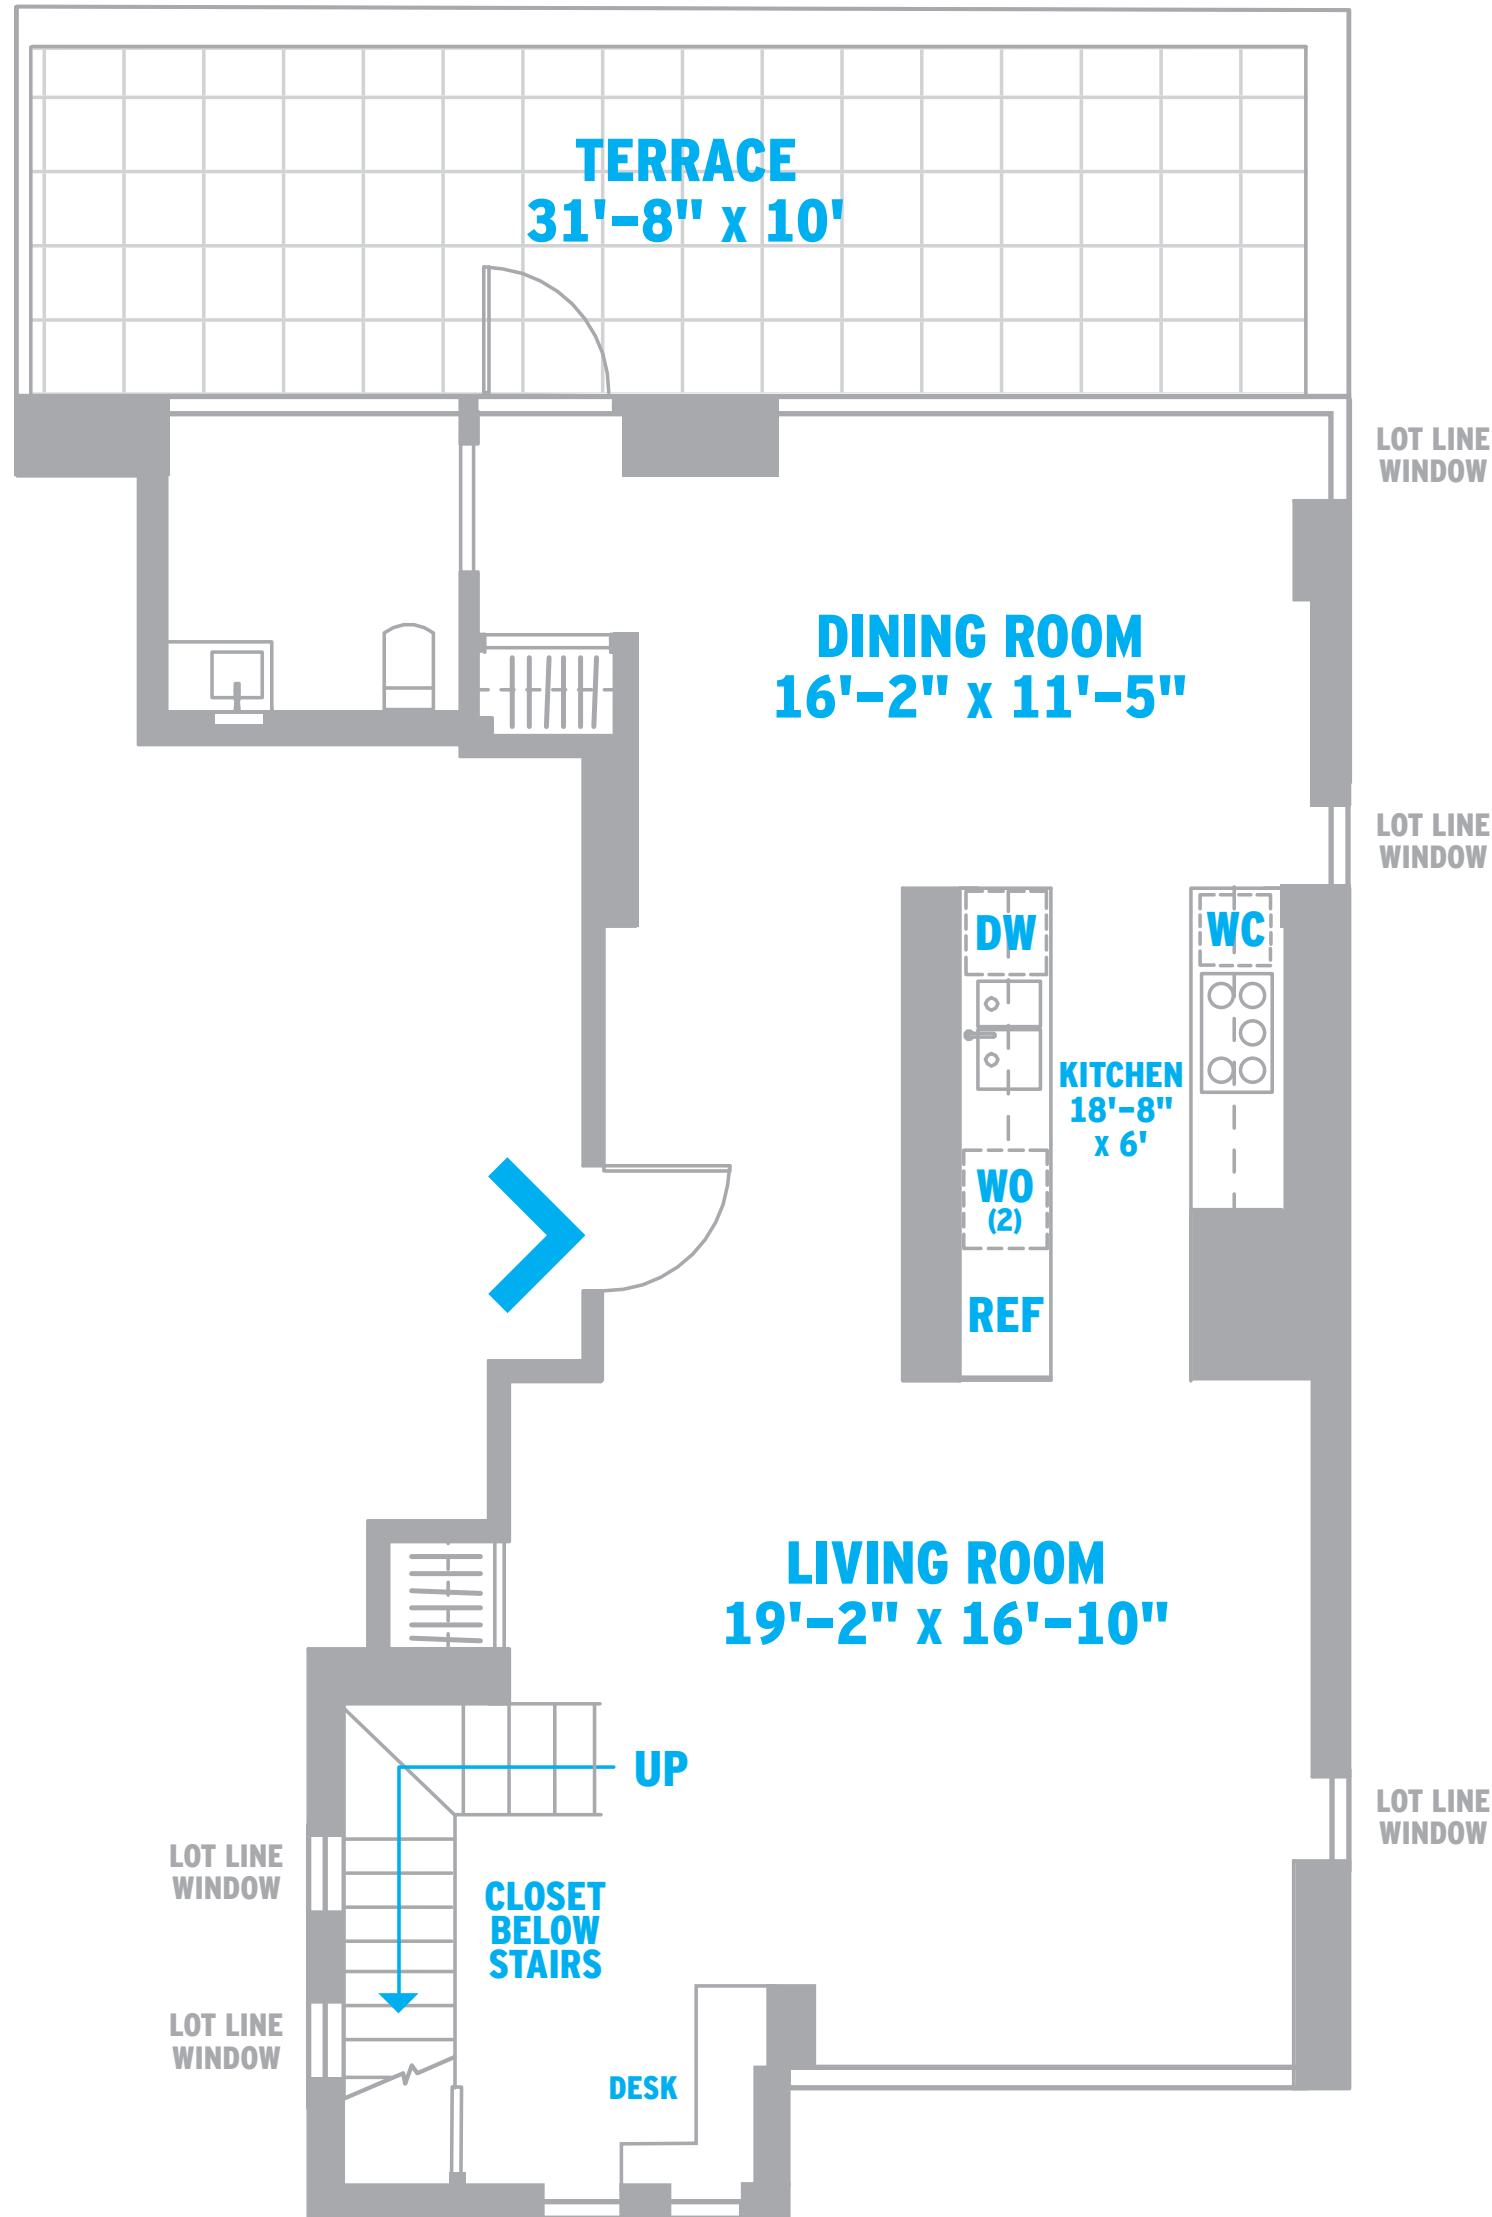 TERRACE
31'-8" x 10'
LOT LINE
WINDOW
DINING ROOM
16'-2" x 11'-5"
LOT LINE
WINDOW
DW
WC
KITCHEN
18'-8"
x 6'
WO
(2)
REF
LIVING ROOM
19'-2" x 16'-10"
UP
LOT LINE
WINDOW
LOT LINE
WINDOW
CLOSET
BELOW
STAIRS
LOT LINE
WINDOW
DESK